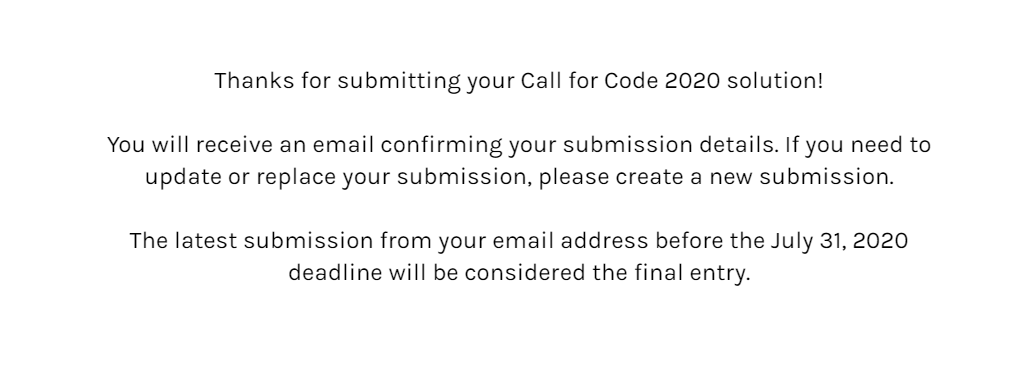 Thanks for submitting your Call for Code 2020 solution!
You will receive an email confirming your submission details. If you need to
update or replace your submission, please create a new submission.
The latest submission from your email address before the July 31, 2020
deadline will be considered the final entry.